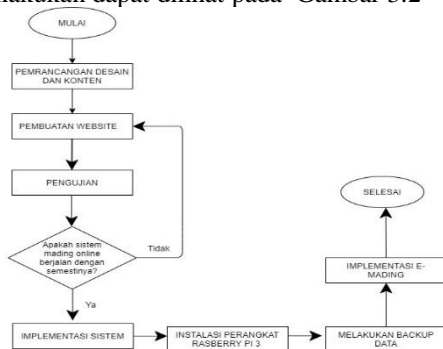 dapat dilihat pada Gambar 3.2
MULAI
PEMRANCANGAN DESAIN
DAN KONTEN
PEMBUATAN WEBSITE
PENGUJIAN
Apakah sistem
mading online
berjalan dengan
semestinya?
Tidak
Ya
IMPLEMENTASI SISTEM
INSTALASI PERANGKAT
RASBERRY PI 3
MELAKUKAN BACKUP
DATA
IMPLEMENTASI E-
MADING
SELESAI